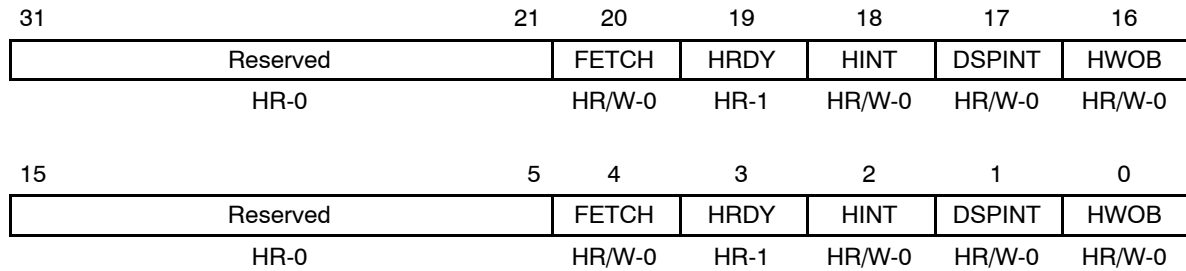 31 21 20 19 18 17 16
Reserved FETCH HRDY HINT DSPINT HWOB
HR-0 HR/W-0 HR-1 HR/W-0 HR/W-0 HR/W-0
15 5 4 3 2 1 0
Reserved FETCH HRDY HINT DSPINT HWOB
HR-0 HR/W-0 HR-1 HR/W-0 HR/W-0 HR/W-0